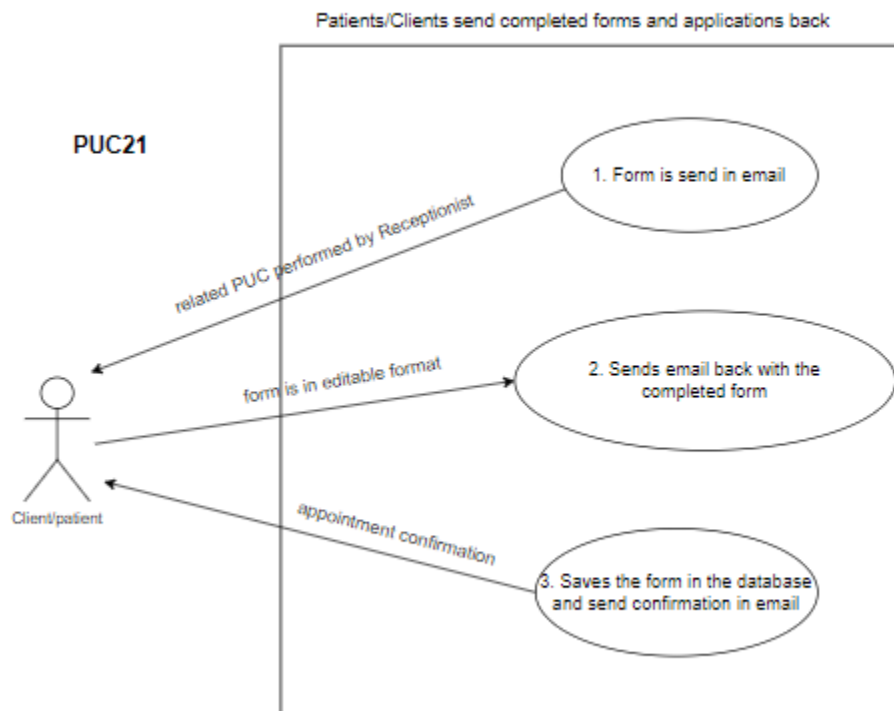 Patients/Clients send completed forms and applications back
PUC21
1. Form is send in email
related PUC performed by Receptionist
form is in editable format
2. Sends email back with the
completed form
Client/patient
appointment confirmation
3. Saves the form in the database
and send confirmation in email